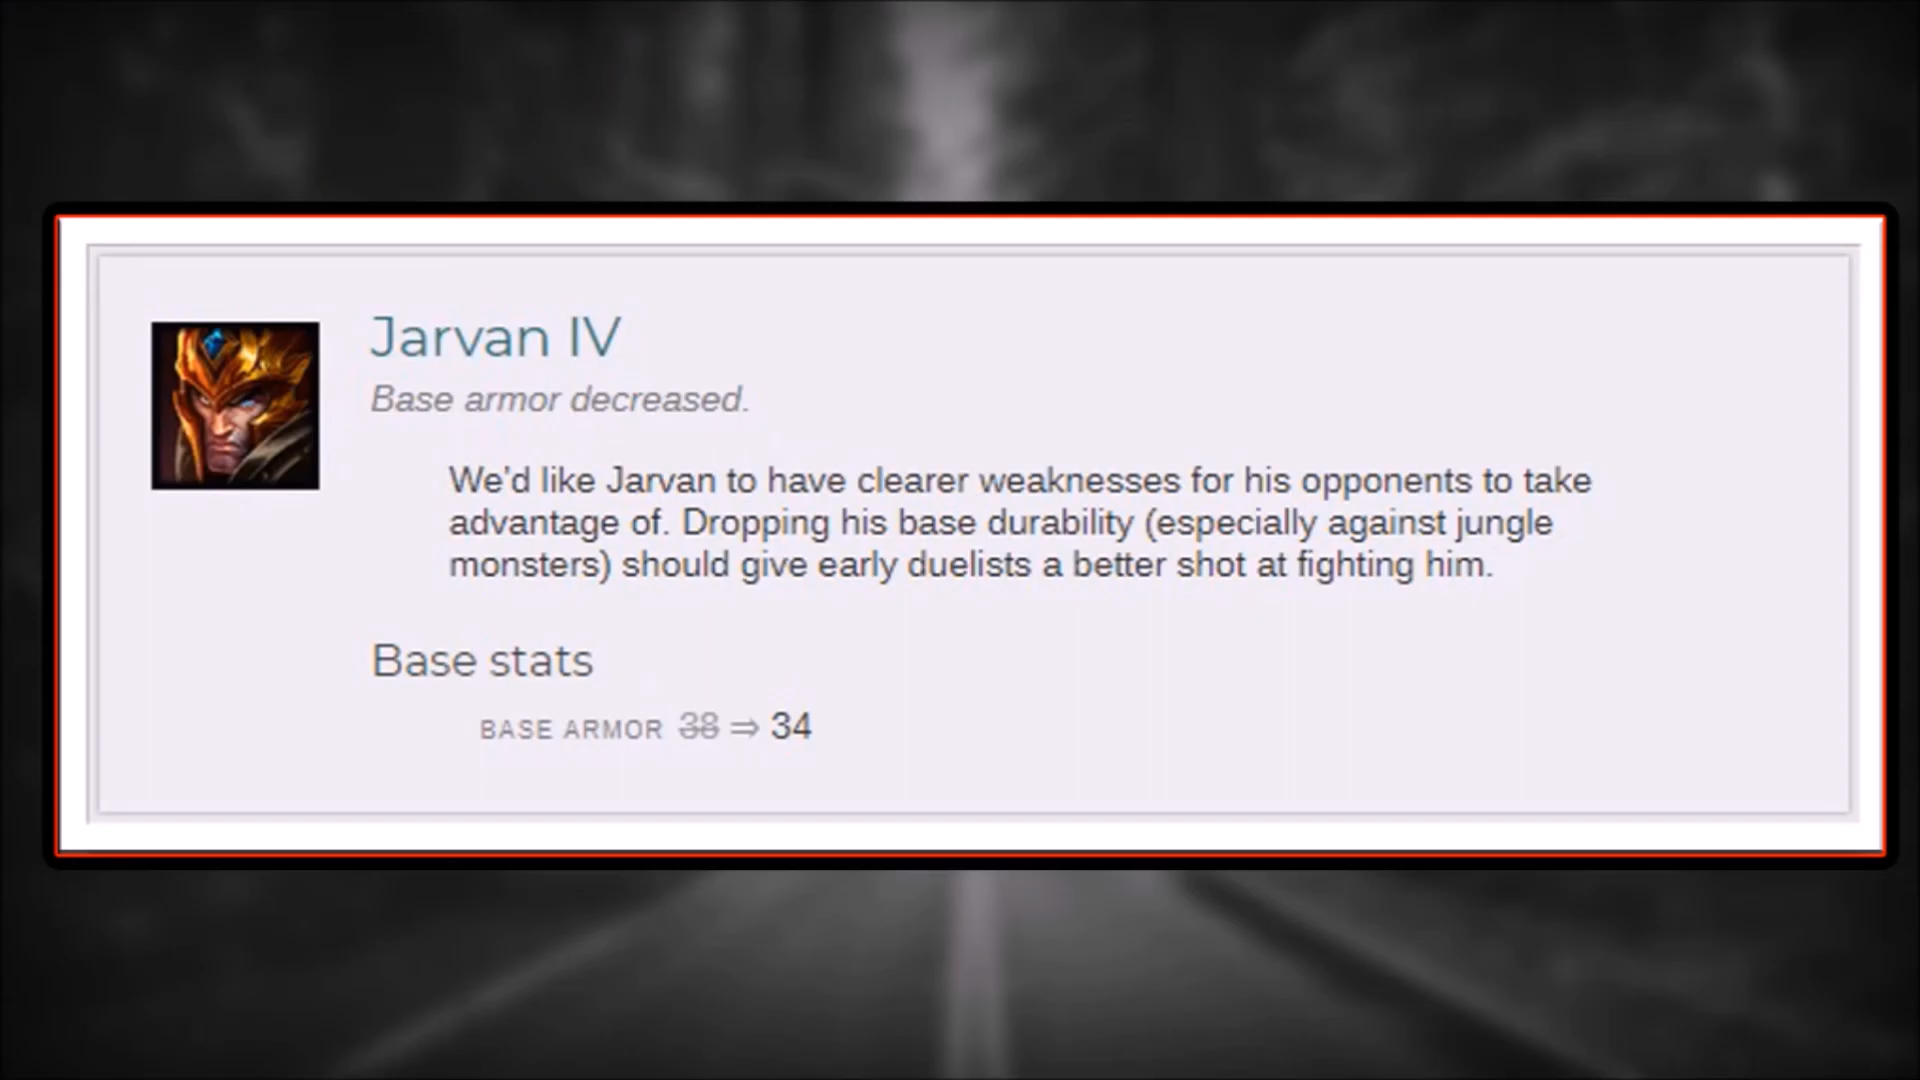 Jarvan IV
Base armor decreased.
We'd like Jarvan to have clearer weaknesses for his opponents to take
advantage of. Dropping his base durability (especially against jungle
monsters) should give early duelists a better shot at fighting him.
Base stats
BASE ARMOR 38 ⇒ 34